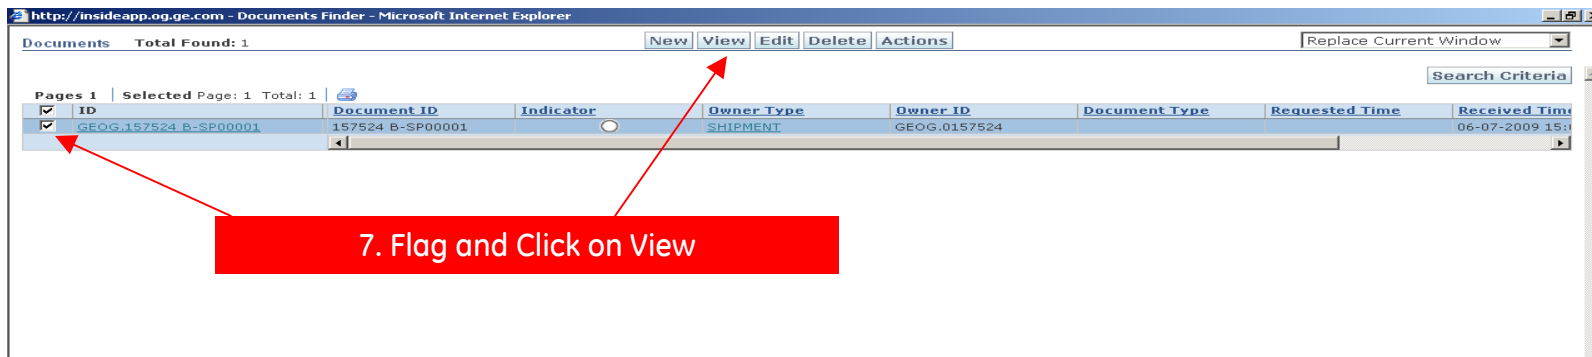 http://insideapp.og.ge.com - Documents Finder - Microsoft Internet Explorer
Documents Total Found: 1 New View Edit Delete Actions Replace Current Window
Search Criteria
Pages 1 Selected Page: 1 Total: 1
ID Document ID Indicator Owner Type Owner ID Document Type Requested Time Received Time
GEOG.157524 B-SP00001 157524 B-SP00001 SHIPMENT GEOG.0157524 06-07-2009 15:
7. Flag and Click on View